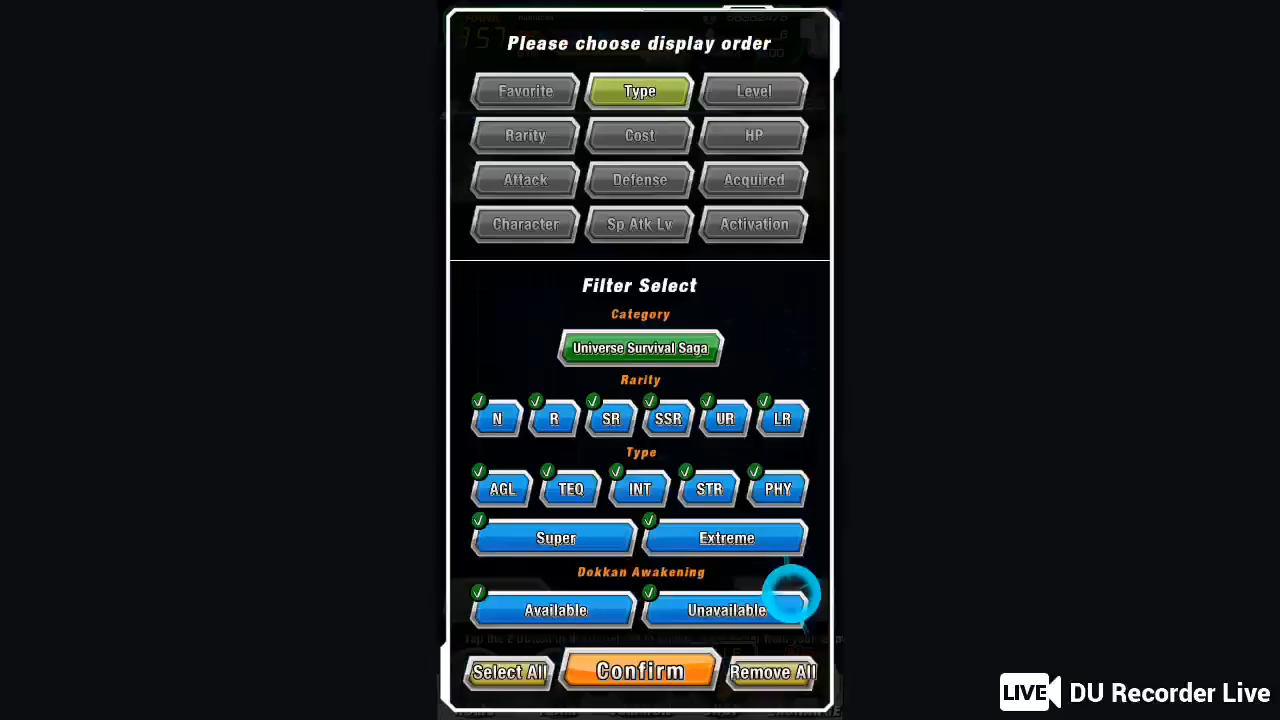 Please choose display order
Favorite Type Level
Rarity Cost HP
Attack Defense Acquired
Character Sp Atk Lv Activation
Filter Select
Category
Universe Survival Saga
Rarity
N R SR SSR UR LR
Type
AGL TEQ INT STR PHY
Super Extreme
Dokkan Awakening
Available Unavailable
Select All Confirm Remove All
LIVE DU Recorder Live